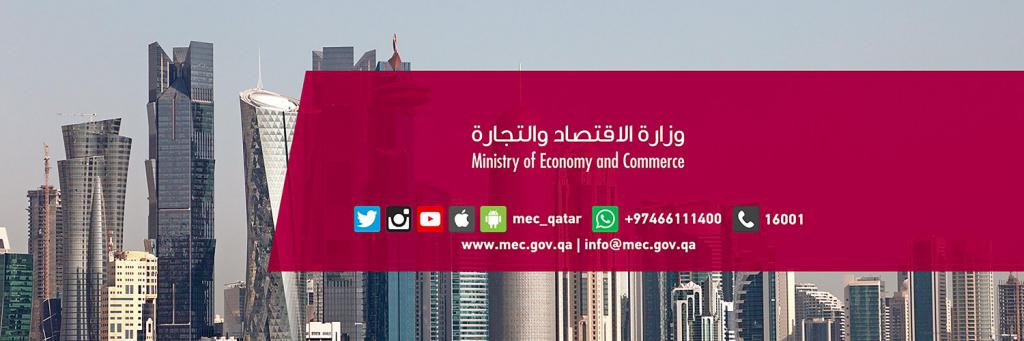 وزارة الاقتصاد والتجارة
Ministry of Economy and Commerce
mec_qatar +97466111400 16001
www.mec.gov.qa | info@mec.gov.qa